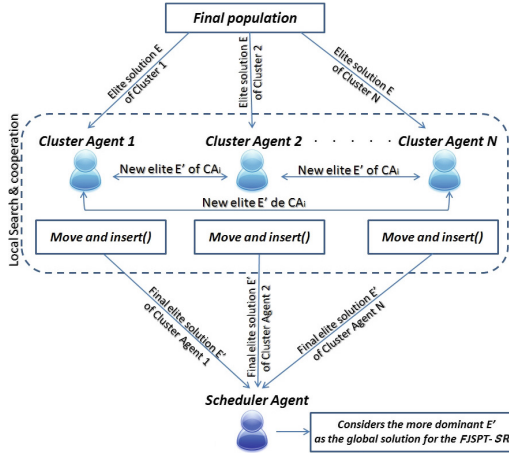 Final population
Elite solution E
of Cluster 1
Elite solution E
of Cluster 2
Elite solution E
of Cluster N
Local Search & cooperation
Cluster Agent 1
Cluster Agent 2
. . . . .
Cluster Agent N
New elite E' of CAi
New elite E' of CAi
New elite E' de CAi
Move and insert()
Move and insert()
Move and insert()
Final elite solution E'
of Cluster Agent 1
Final elite solution E'
of Cluster Agent 2
Final elite solution E'
of Cluster Agent N
Scheduler Agent
Considers the more dominant E'
as the global solution for the FJSPT- SR